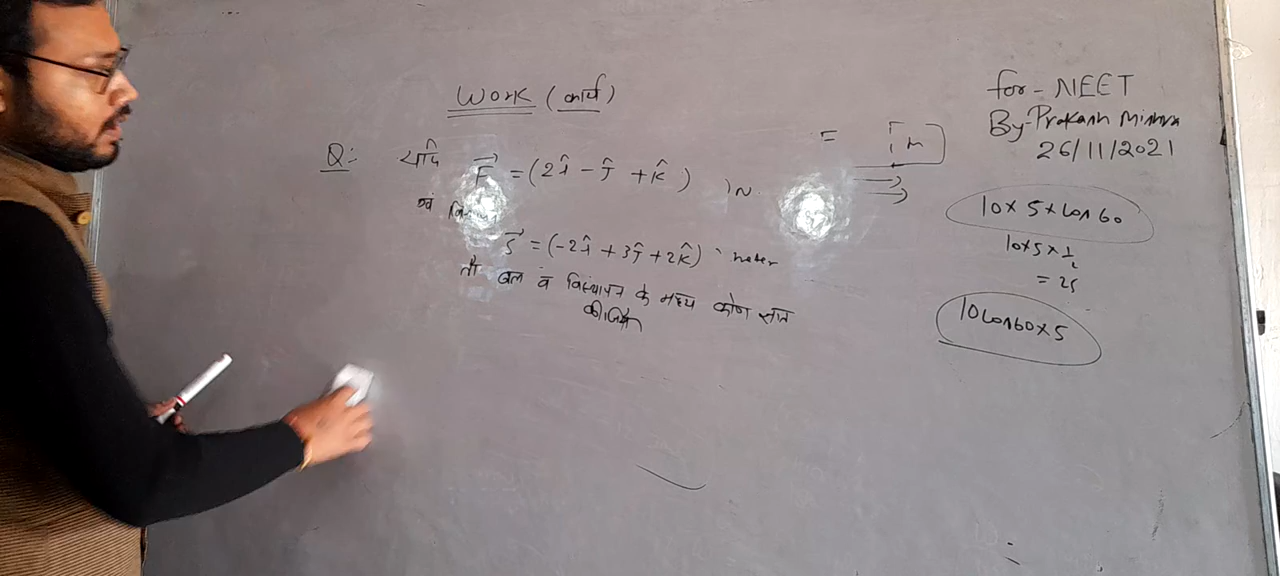 Work (कार्य)
for - NEET
By- Prakash Mishra
26/11/2021
Q:- यदि F⃗ = (2î - ĵ + k̂) N.
एवं
S⃗ = (-2î + 3ĵ + 2k̂) meter
तो बल व विस्थापन के मध्य कोण ज्ञात
कीजिए
=
10 × 5 × cos 60
10 × 5 × 1/2
= 25
10 cos 60 × 5